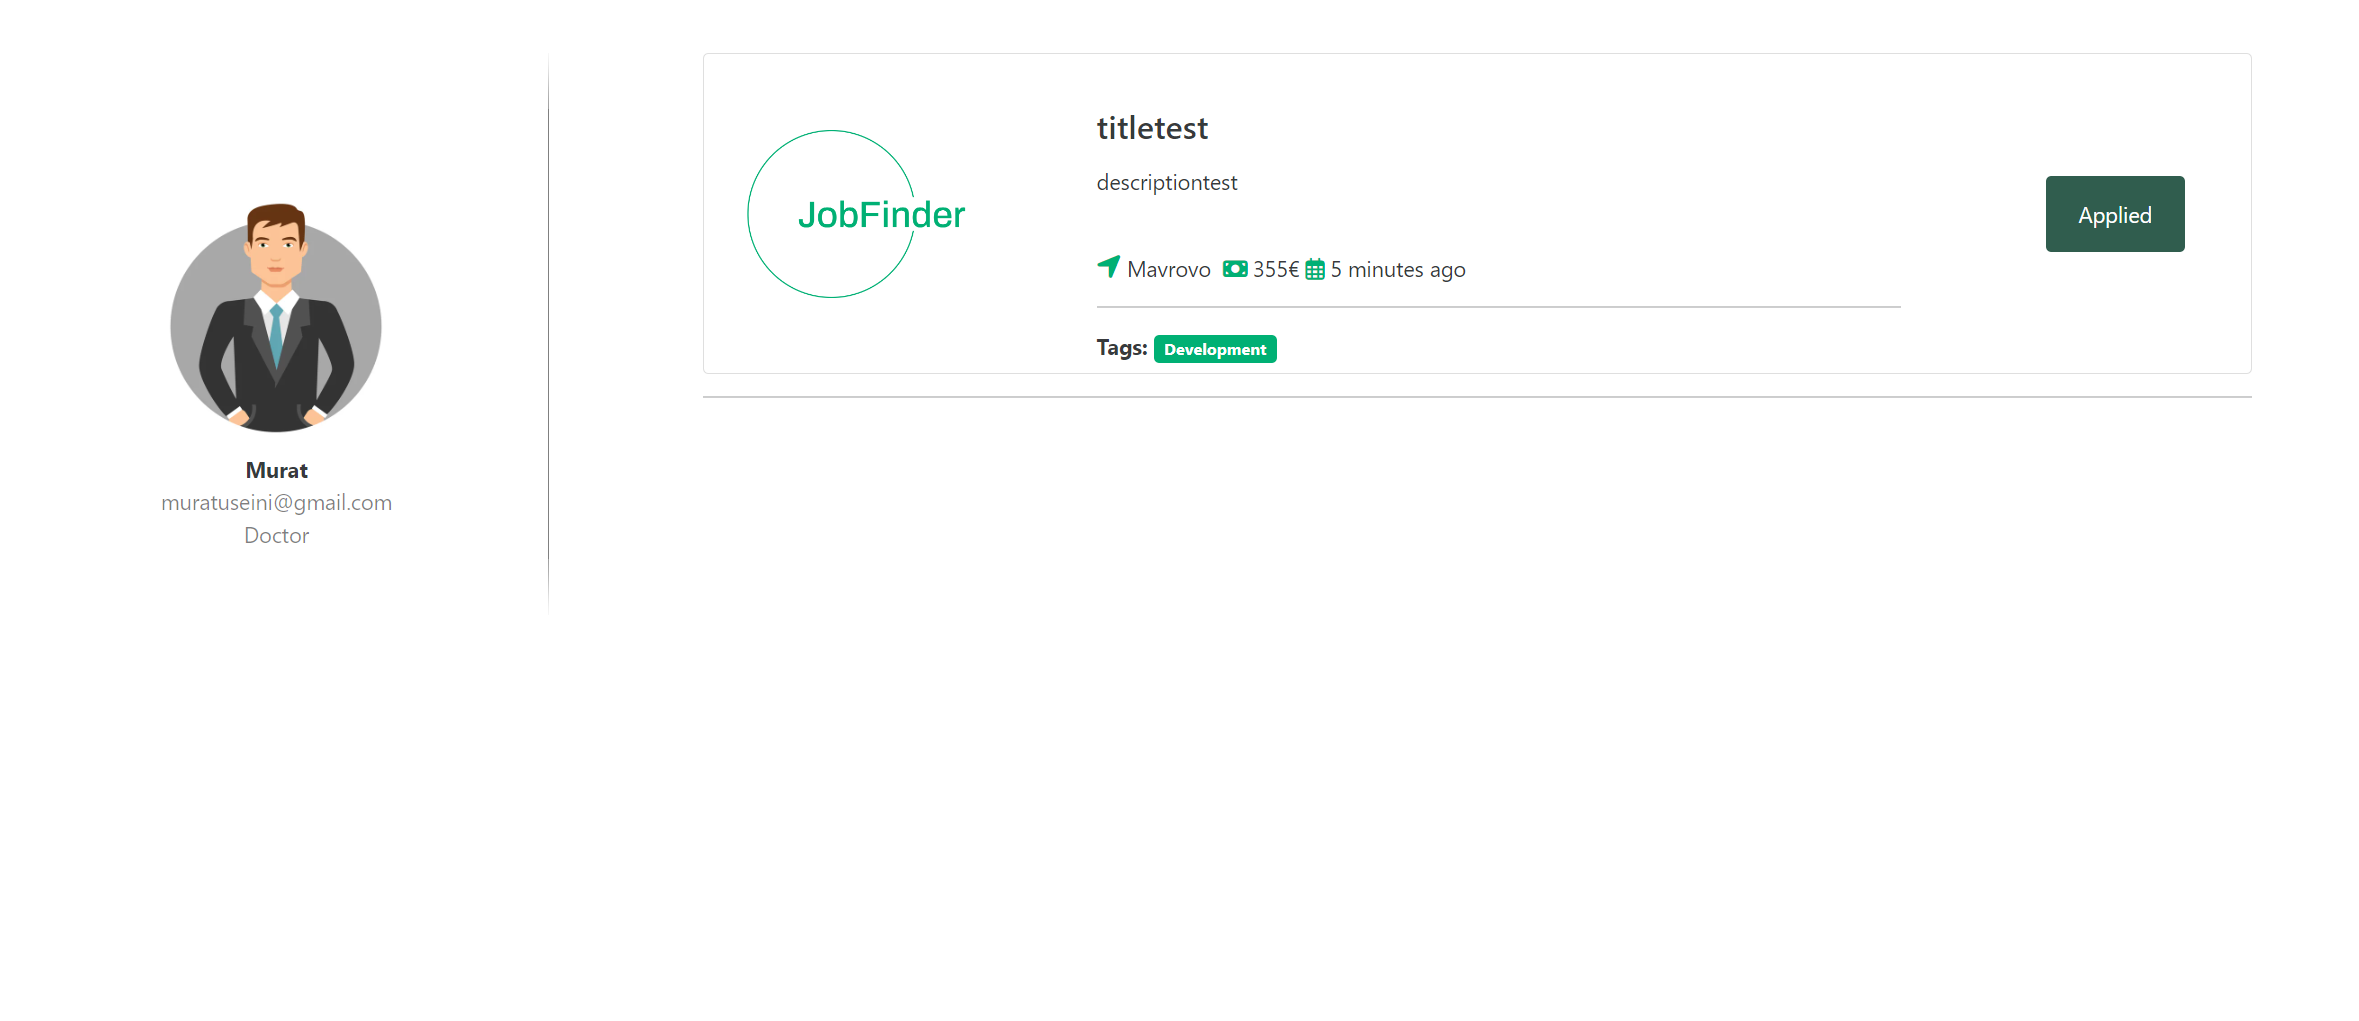 Murat
muratuseini@gmail.com
Doctor
JobFinder
titletest
descriptiontest
Mavrovo 355€ 5 minutes ago
Tags: Development
Applied